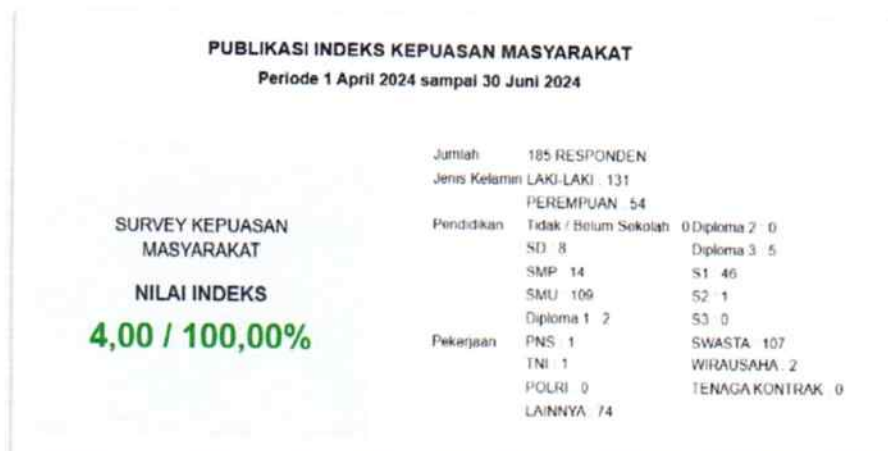 PUBLIKASI INDEKS KEPUASAN MASYARAKAT
Periode 1 April 2024 sampai 30 Juni 2024
SURVEY KEPUASAN
MASYARAKAT
NILAI INDEKS
4,00 / 100,00%
Jumlah 185 RESPONDEN
Jenis Kelamin LAKI-LAKI : 131
PEREMPUAN : 54
Pendidikan Tidak / Belum Sekolah : 0 Diploma 2 : 0
SD : 8 Diploma 3 : 5
SMP : 14 S1 : 46
SMU : 109 S2 : 1
Diploma 1 : 2 S3 : 0
Pekerjaan PNS : 1 SWASTA : 107
TNI : 1 WIRAUSAHA : 2
POLRI : 0 TENAGA KONTRAK : 0
LAINNYA : 74